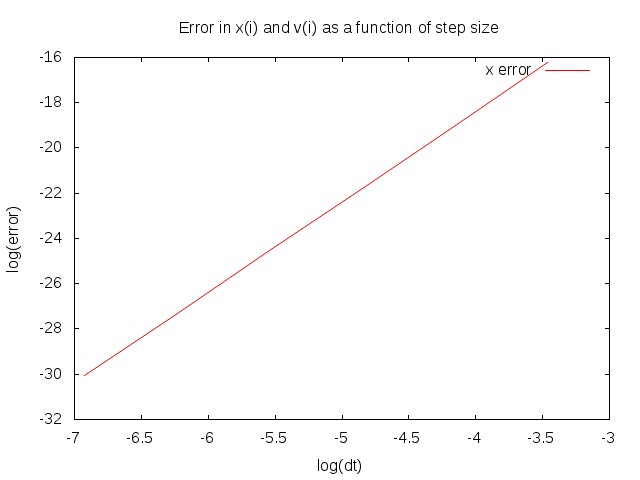 Error in x(i) and v(i) as a function of step size
-16
x error
-18
-20
-22
log(error)
-24
-26
-28
-30
-32
-7 -6.5 -6 -5.5 -5 -4.5 -4 -3.5 -3
log(dt)